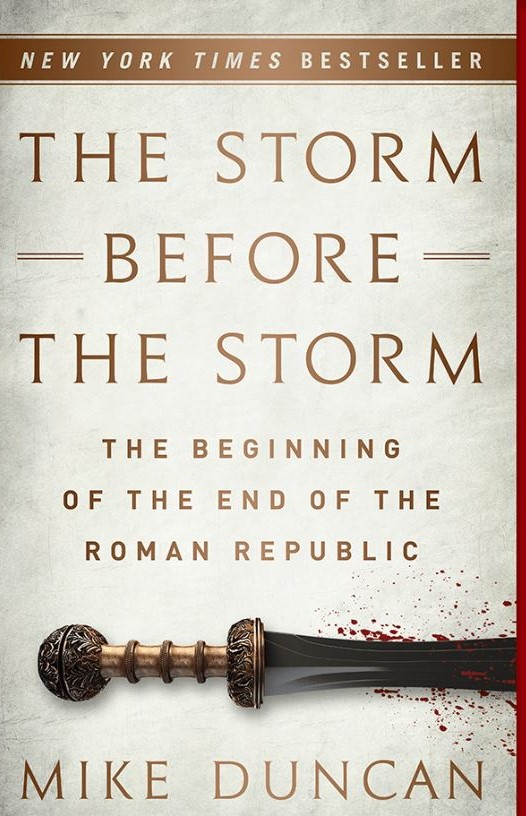 NEW YORK TIMES BESTSELLER
THE STORM
BEFORE
THE STORM
THE BEGINNING
OF THE END OF THE
ROMAN REPUBLIC
MIKE DUNCAN